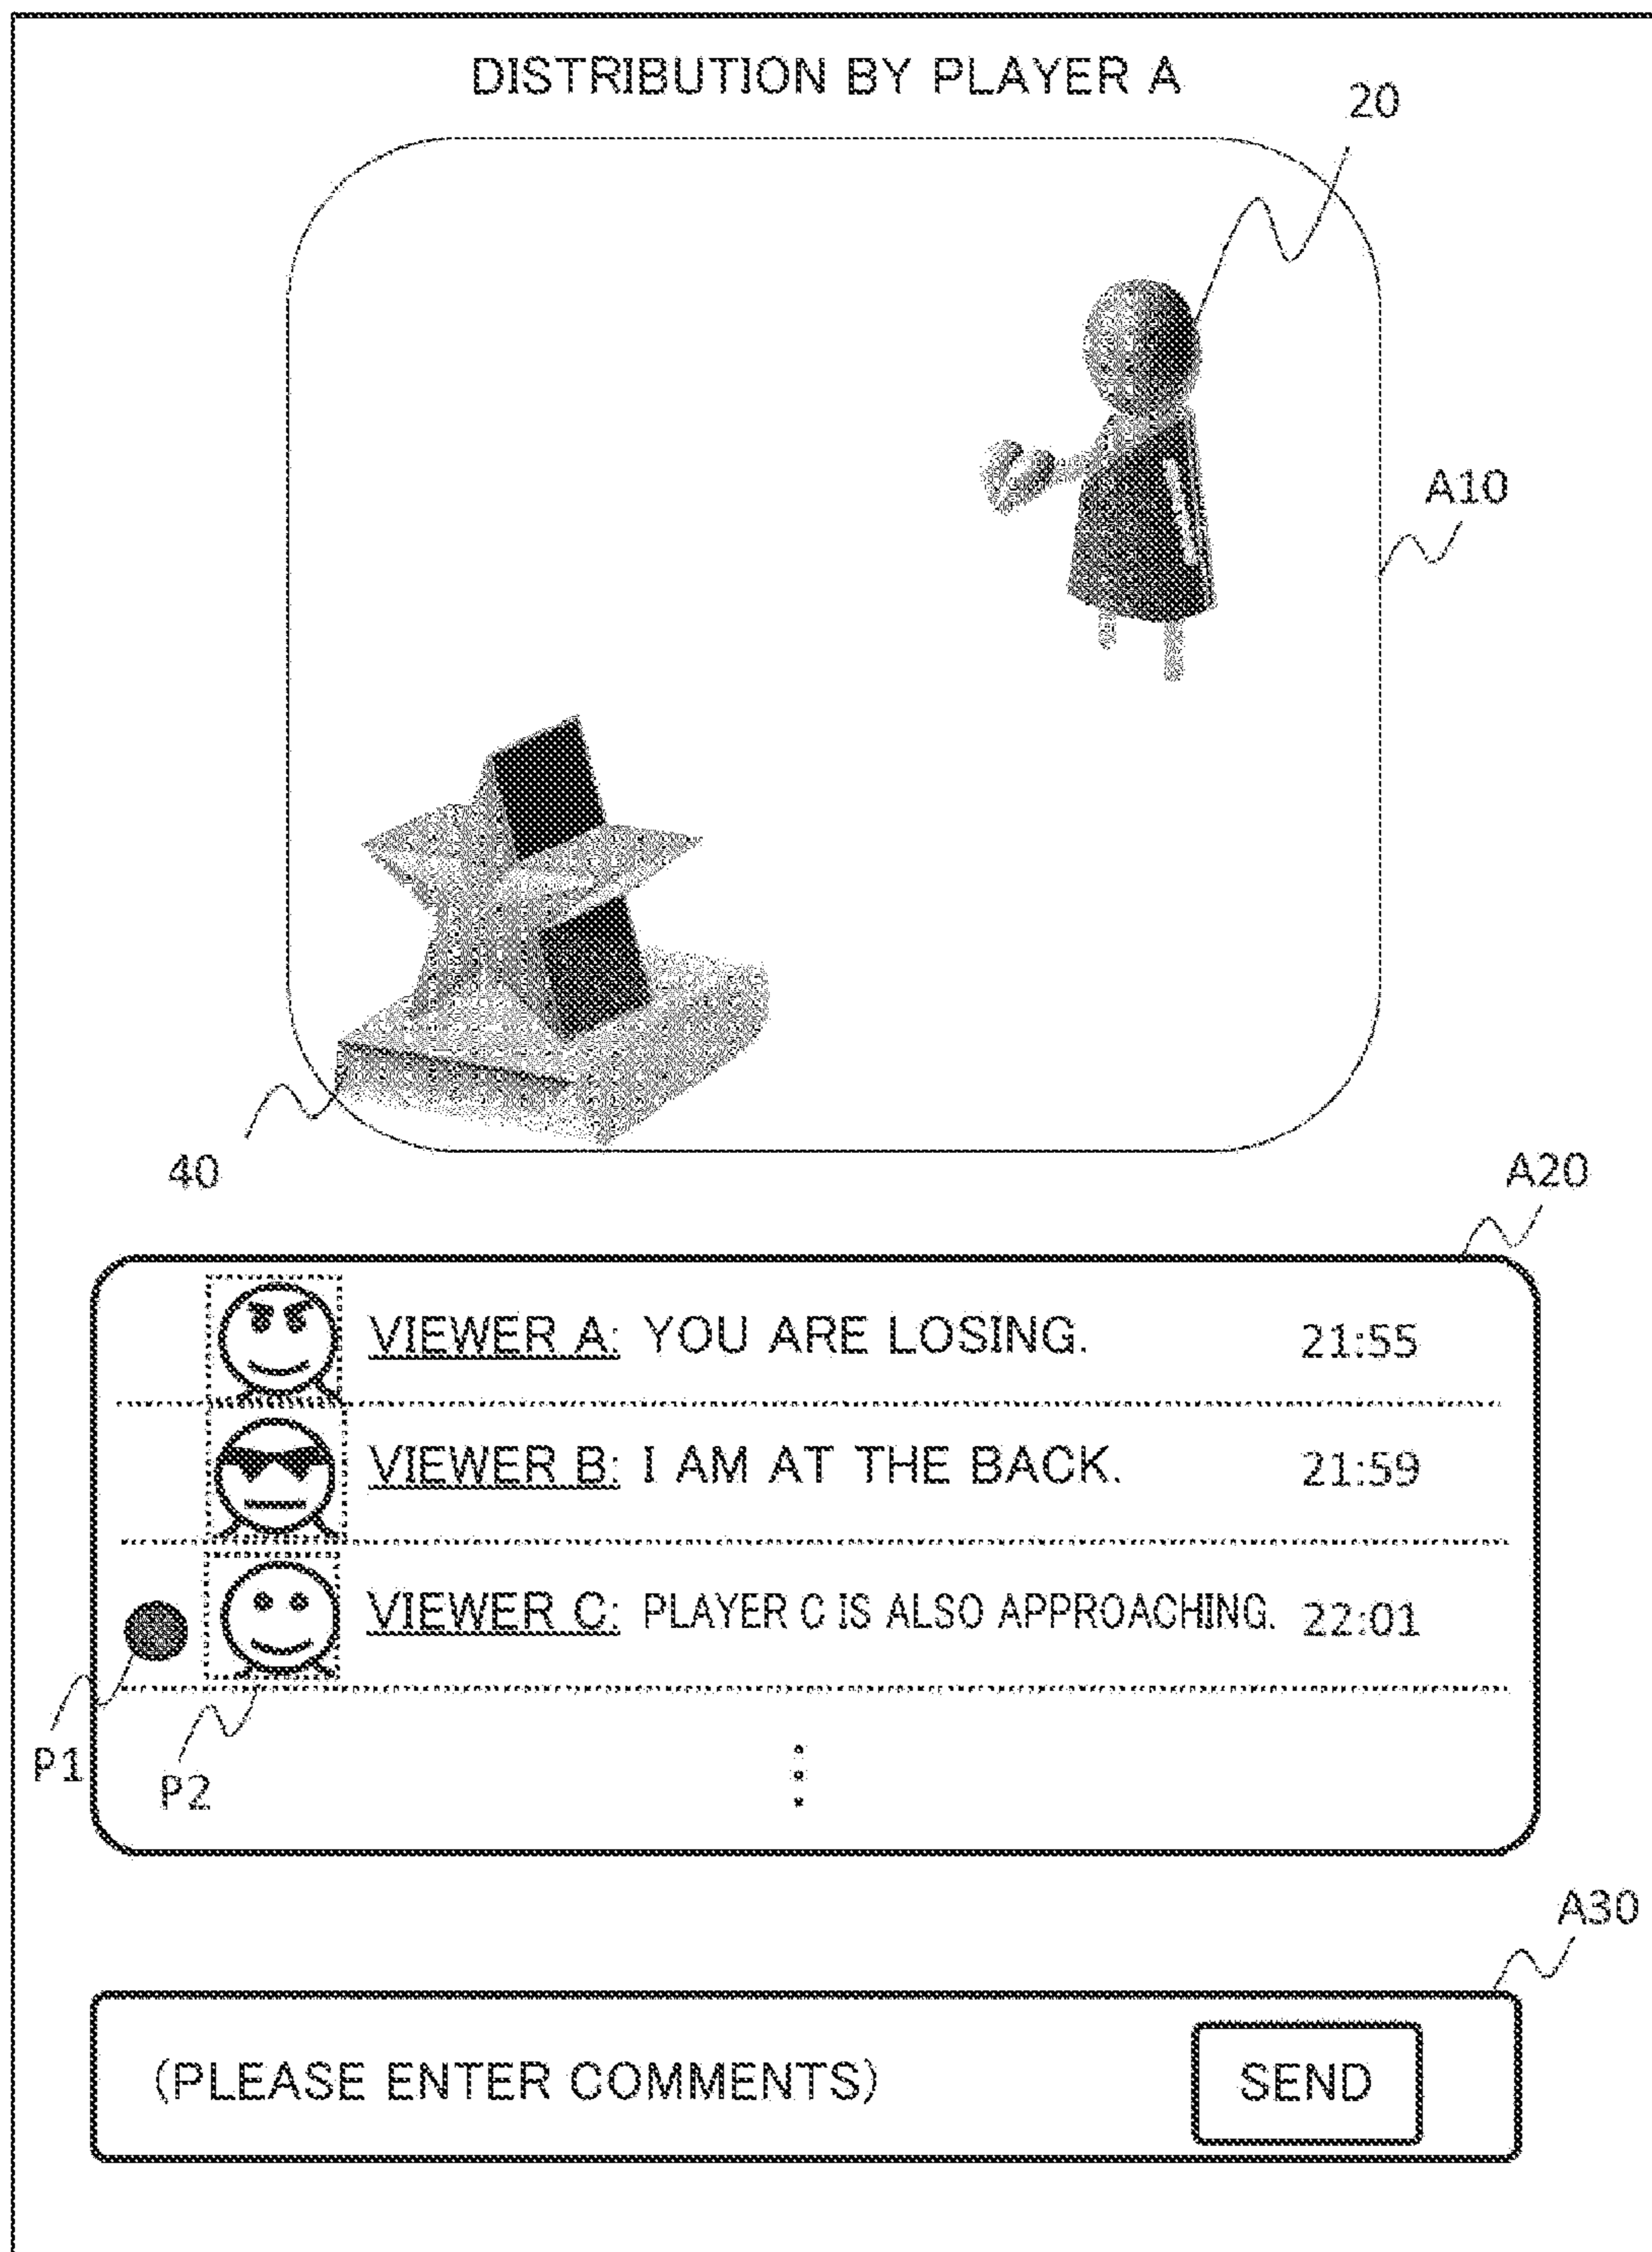 DISTRIBUTION BY PLAYER A
20
A10
40
A20
VIEWER A: YOU ARE LOSING. 21:55
VIEWER B: I AM AT THE BACK. 21:59
VIEWER C: PLAYER C IS ALSO APPROACHING. 22:01
P1
P2
A30
(PLEASE ENTER COMMENTS) SEND